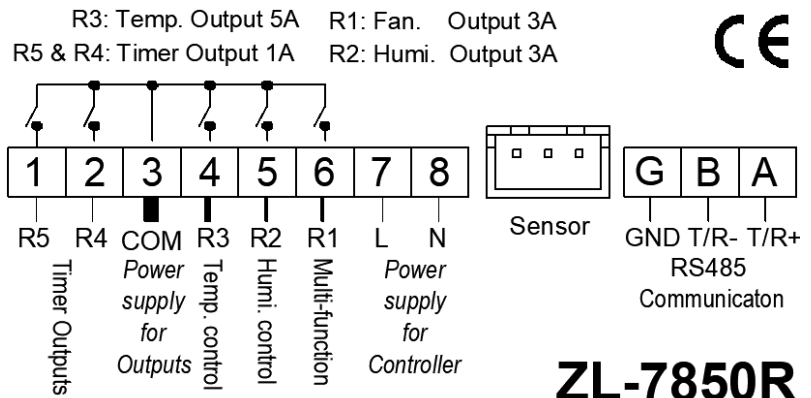 R3: Temp. Output 5A R1: Fan. Output 3A
R5 & R4: Timer Output 1A R2: Humi. Output 3A
CE
1 2 3 4 5 6 7 8
G B A
R5 R4 COM R3 R2 R1 L N
Sensor
GND T/R- T/R+
RS485
Communicaton
Timer Outputs
Power
supply
for
Outputs
Temp. control
Humi. control
Multi-function
Power
supply
for
Controller
ZL-7850R